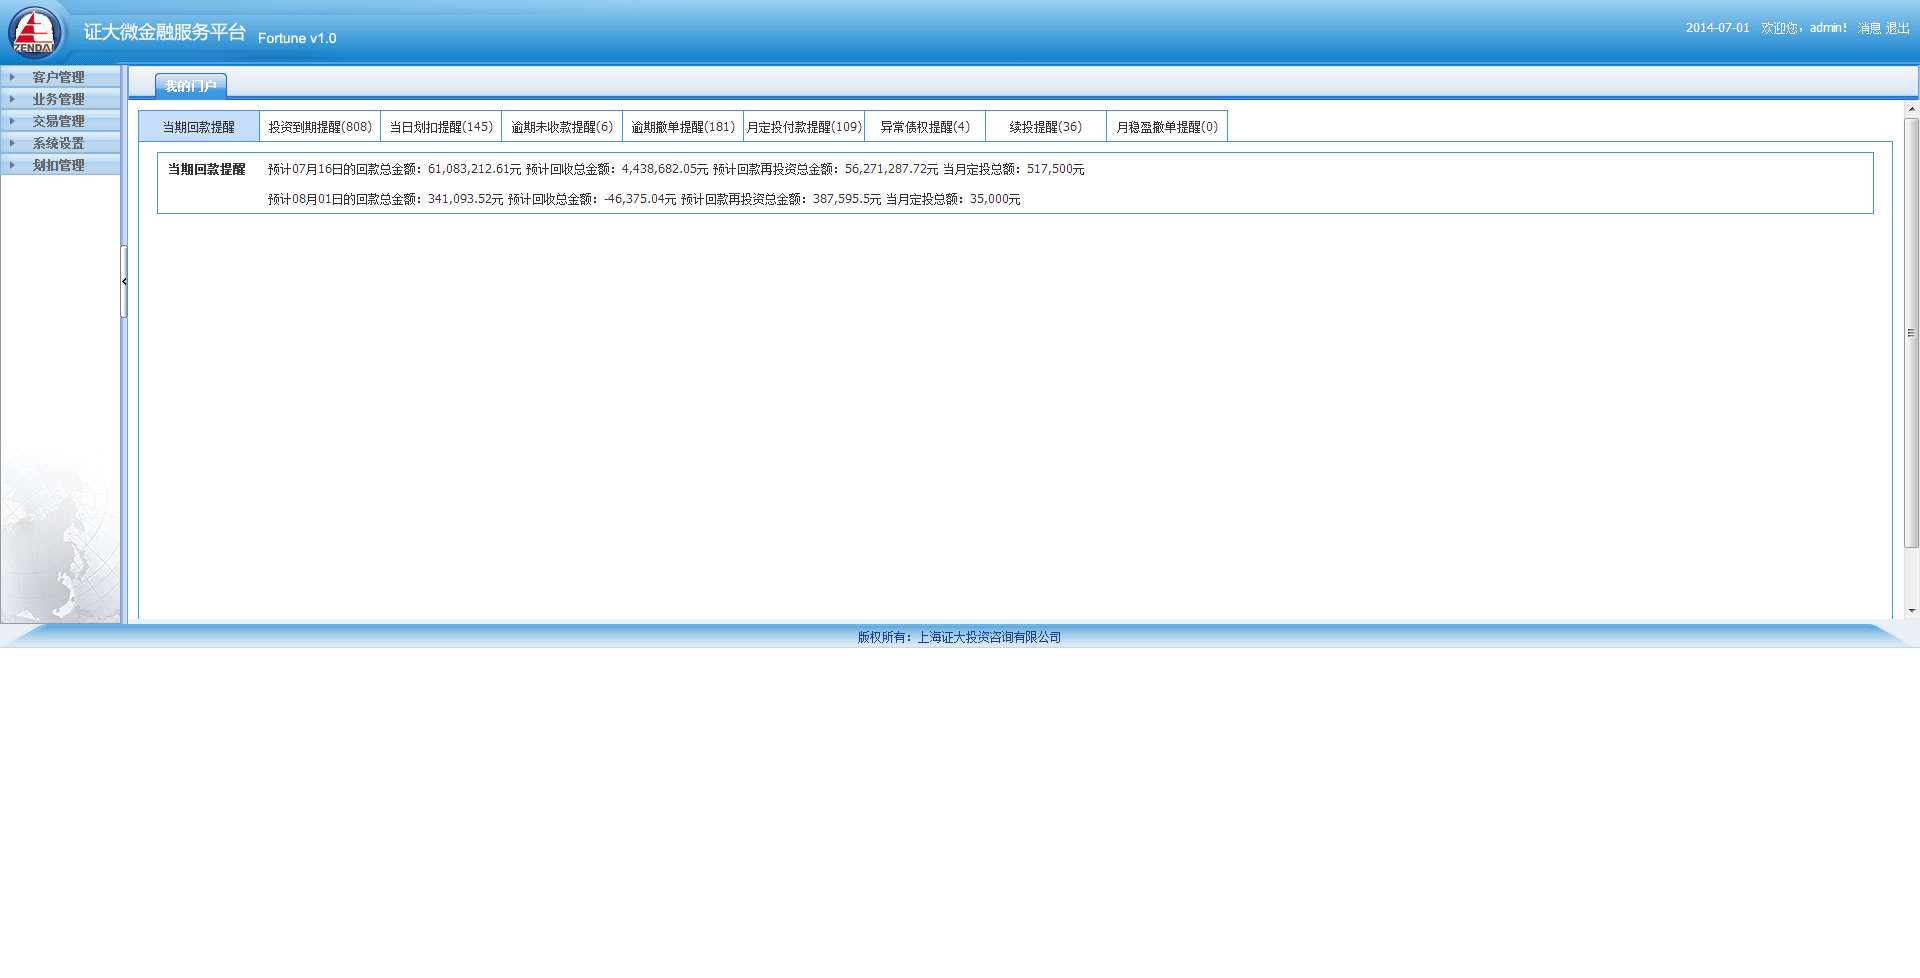 ZENDAI
证大微金融服务平台 Fortune v1.0
2014-07-01 欢迎您，admin! 消息 退出
客户管理
业务管理
交易管理
系统设置
划扣管理
我的门户
当期回款提醒 投资到期提醒(808) 当日划扣提醒(145) 逾期未收款提醒(6) 逾期撤单提醒(181) 月定投付款提醒(109) 异常债权提醒(4) 续投提醒(36) 月稳盈撤单提醒(0)
当期回款提醒 预计07月16日的回款总金额：61,083,212.61元 预计回收总金额：4,438,682.05元 预计回款再投资总金额：56,271,287.72元 当月定投总额：517,500元
预计08月01日的回款总金额：341,093.52元 预计回收总金额：-46,375.04元 预计回款再投资总金额：387,595.5元 当月定投总额：35,000元
版权所有：上海证大投资咨询有限公司